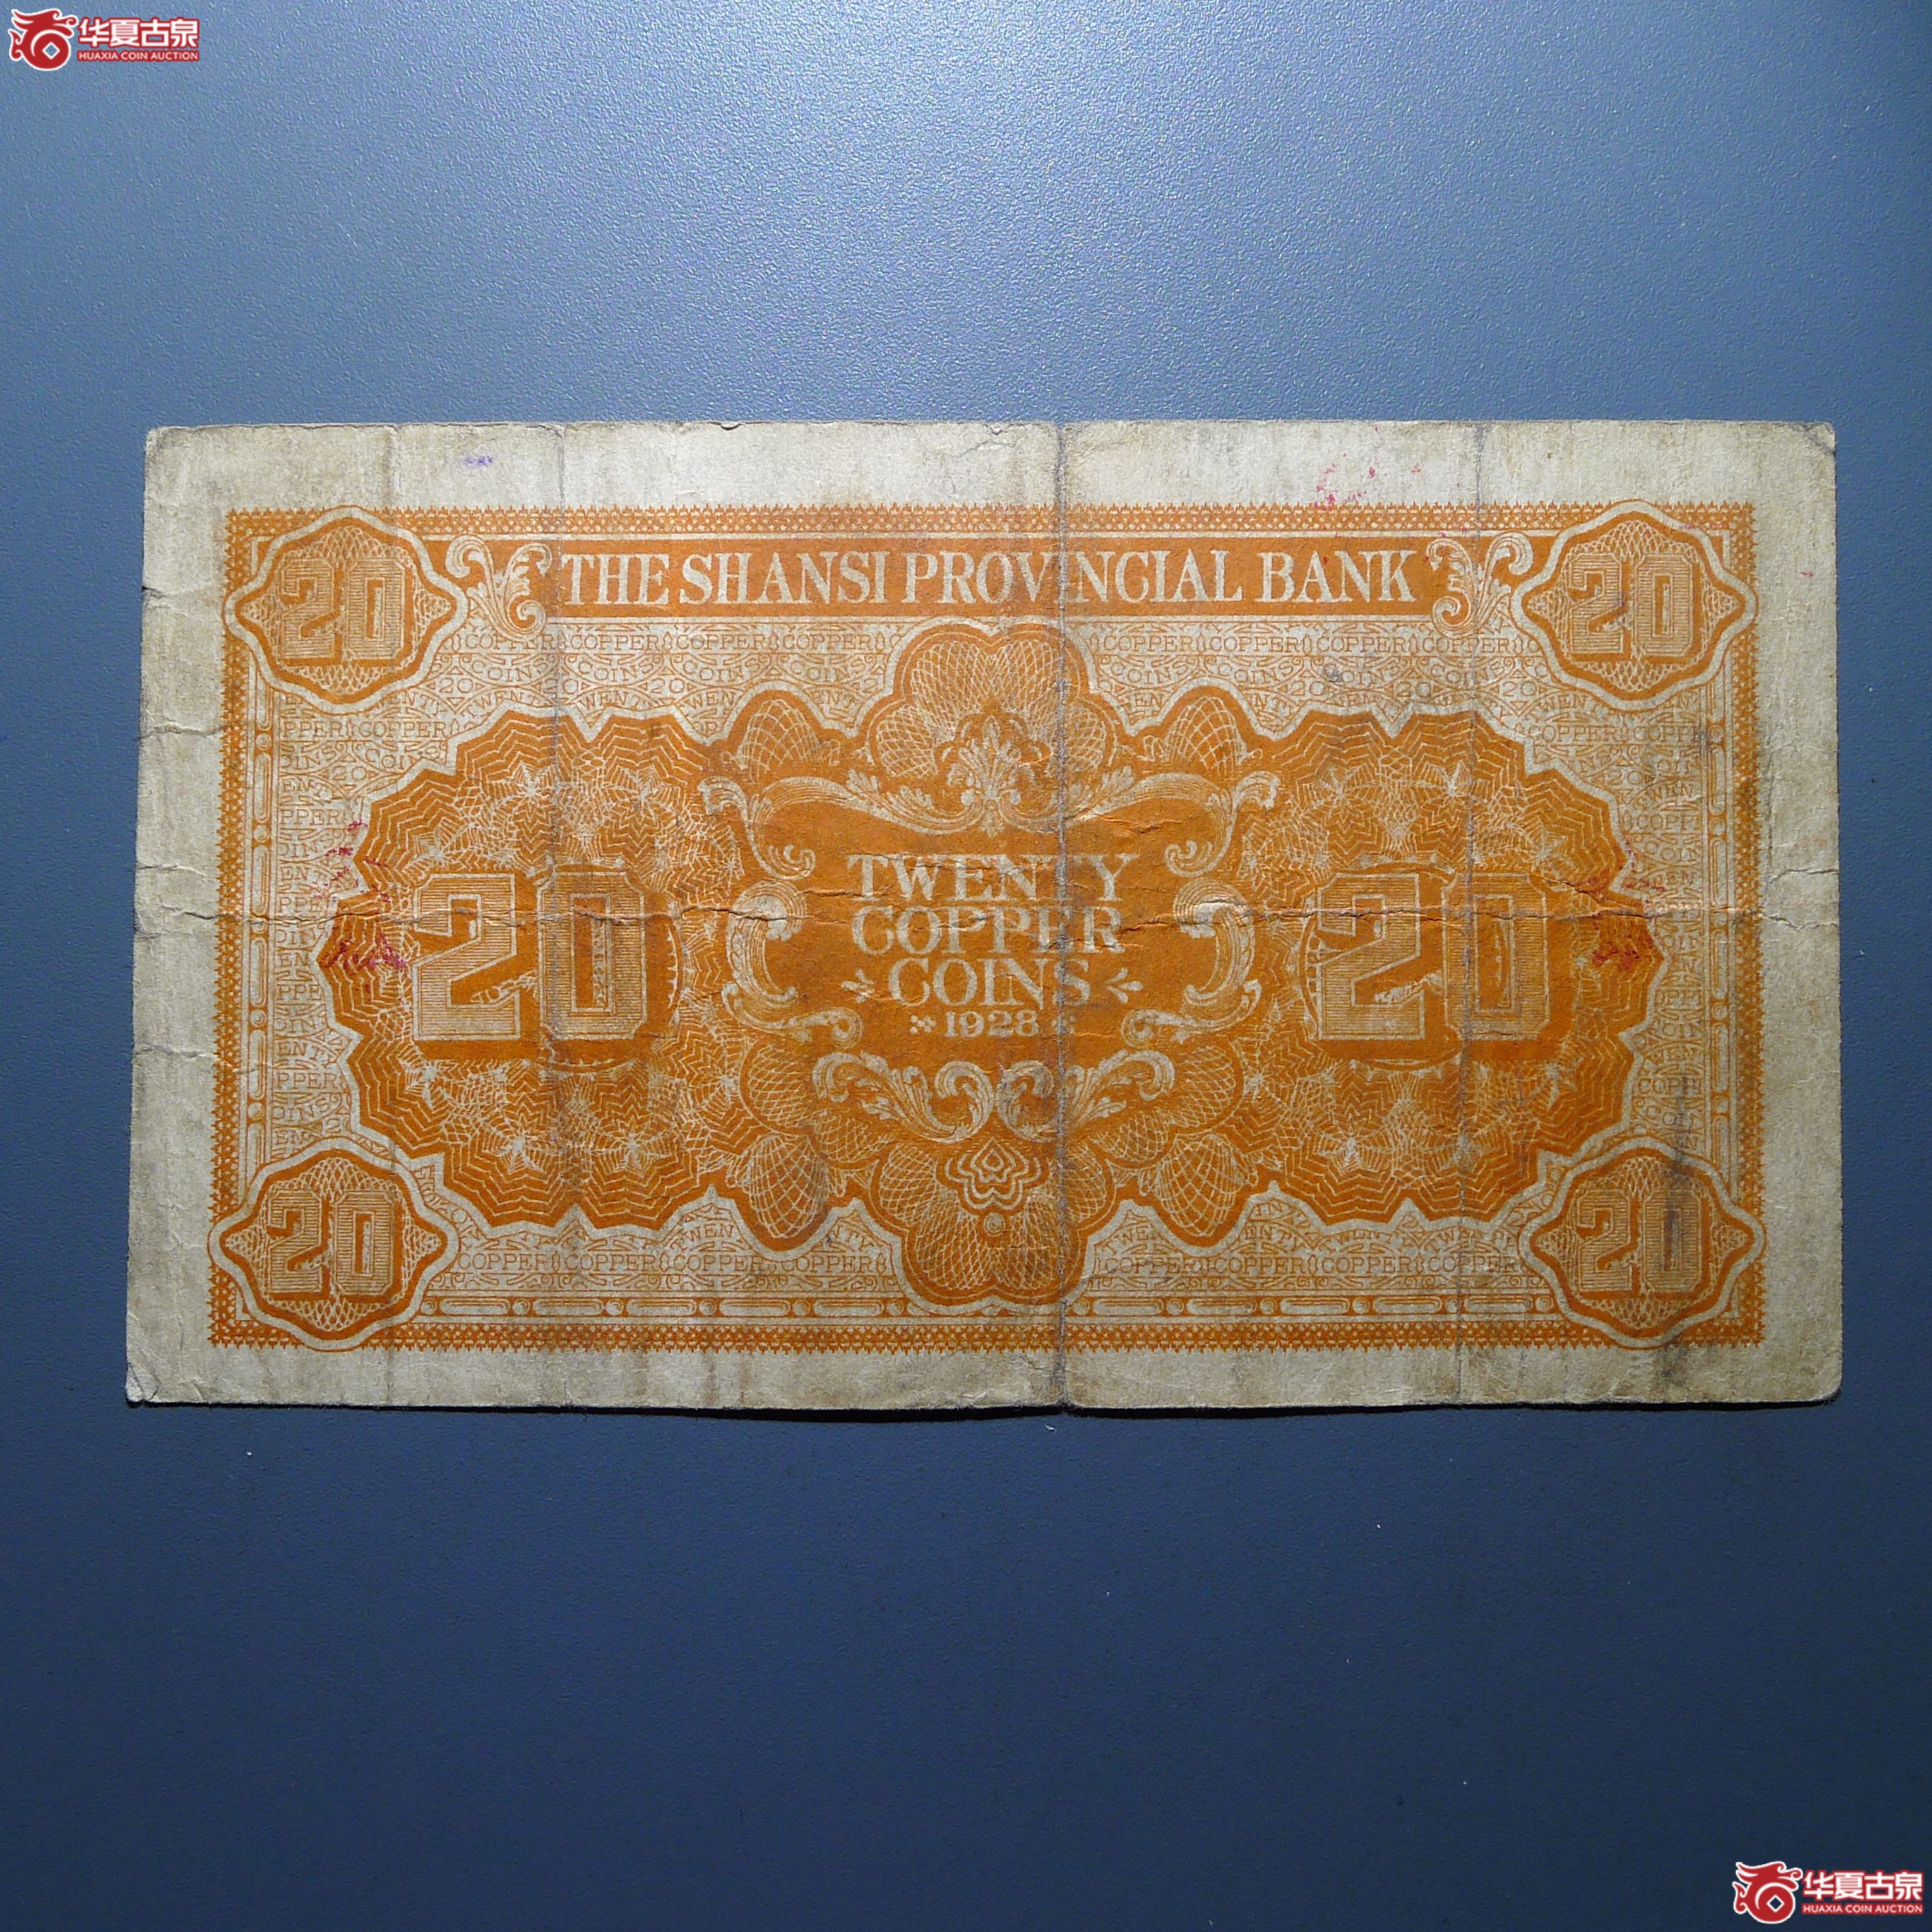 华夏古泉
HUAXIA COIN AUCTION
20
THE SHANSI PROVINCIAL BANK
20
20
TWENTY
COPPER
COINS
1928
20
20
20
华夏古泉
HUAXIA COIN AUCTION